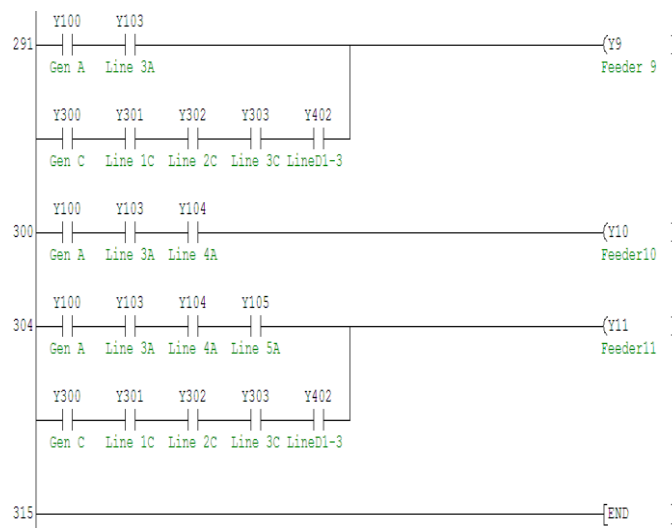 Y100 Y103
291 (Y9 ]
Gen A Line 3A Feeder 9
Y300 Y301 Y302 Y303 Y402
Gen C Line 1C Line 2C Line 3C LineD1-3
Y100 Y103 Y104
300 (Y10 ]
Gen A Line 3A Line 4A Feeder10
Y100 Y103 Y104 Y105
304 (Y11 ]
Gen A Line 3A Line 4A Line 5A Feeder11
Y300 Y301 Y302 Y303 Y402
Gen C Line 1C Line 2C Line 3C LineD1-3
315 [END ]